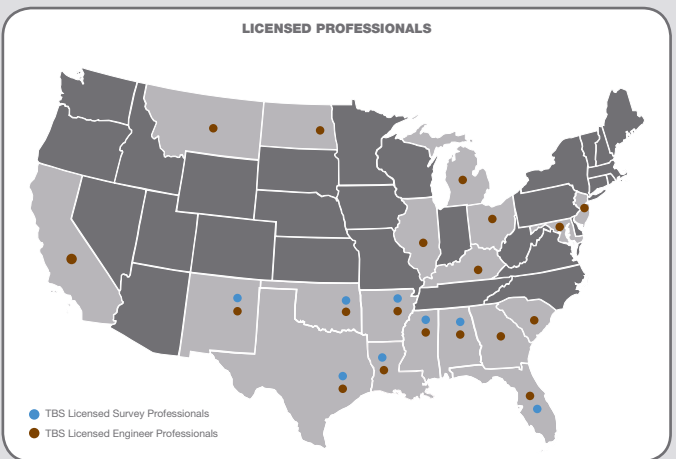 LICENSED PROFESSIONALS
TBS Licensed Survey Professionals
TBS Licensed Engineer Professionals